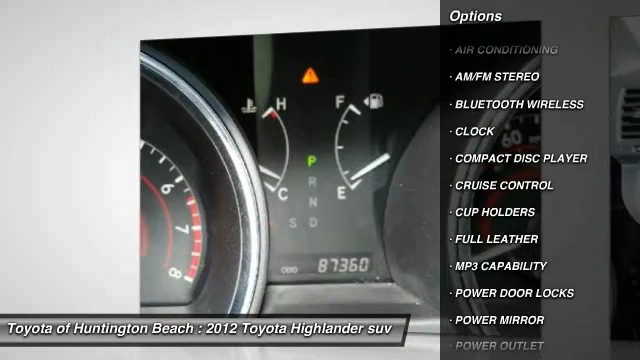 Options
· AIR CONDITIONING
· AM/FM STEREO
· BLUETOOTH WIRELESS
· CLOCK
· COMPACT DISC PLAYER
· CRUISE CONTROL
· CUP HOLDERS
· FULL LEATHER
· MP3 CAPABILITY
· POWER DOOR LOCKS
· POWER MIRROR
· POWER OUTLET
H
F
C
E
P
R
N
S D
ODO 87360
6
7
8
60
Toyota of Huntington Beach : 2012 Toyota Highlander suv